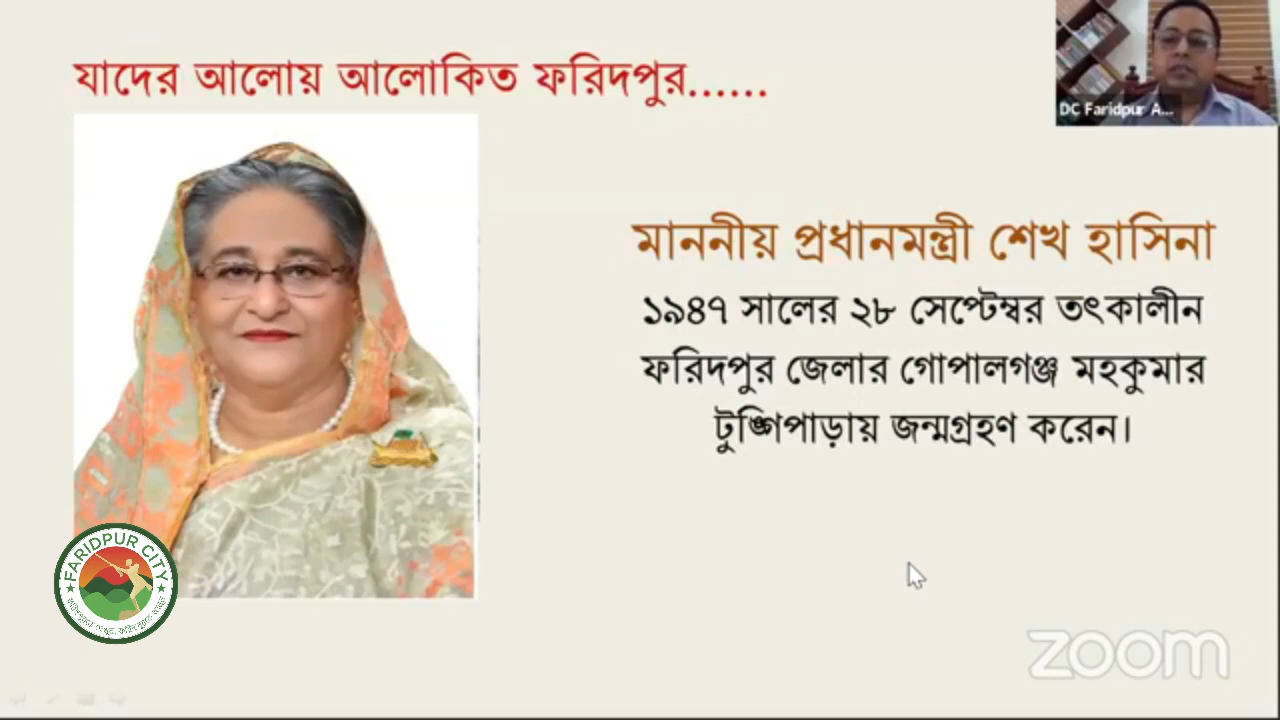 যাদের আলোয় আলোকিত ফরিদপুর......
DC Faridpur A...
মাননীয় প্রধানমন্ত্রী শেখ হাসিনা
১৯৪৭ সালের ২৮ সেপ্টেম্বর তৎকালীন
ফরিদপুর জেলার গোপালগঞ্জ মহকুমার
টুঙ্গিপাড়ায় জন্মগ্রহণ করেন।
FARIDPUR CITY
zoom